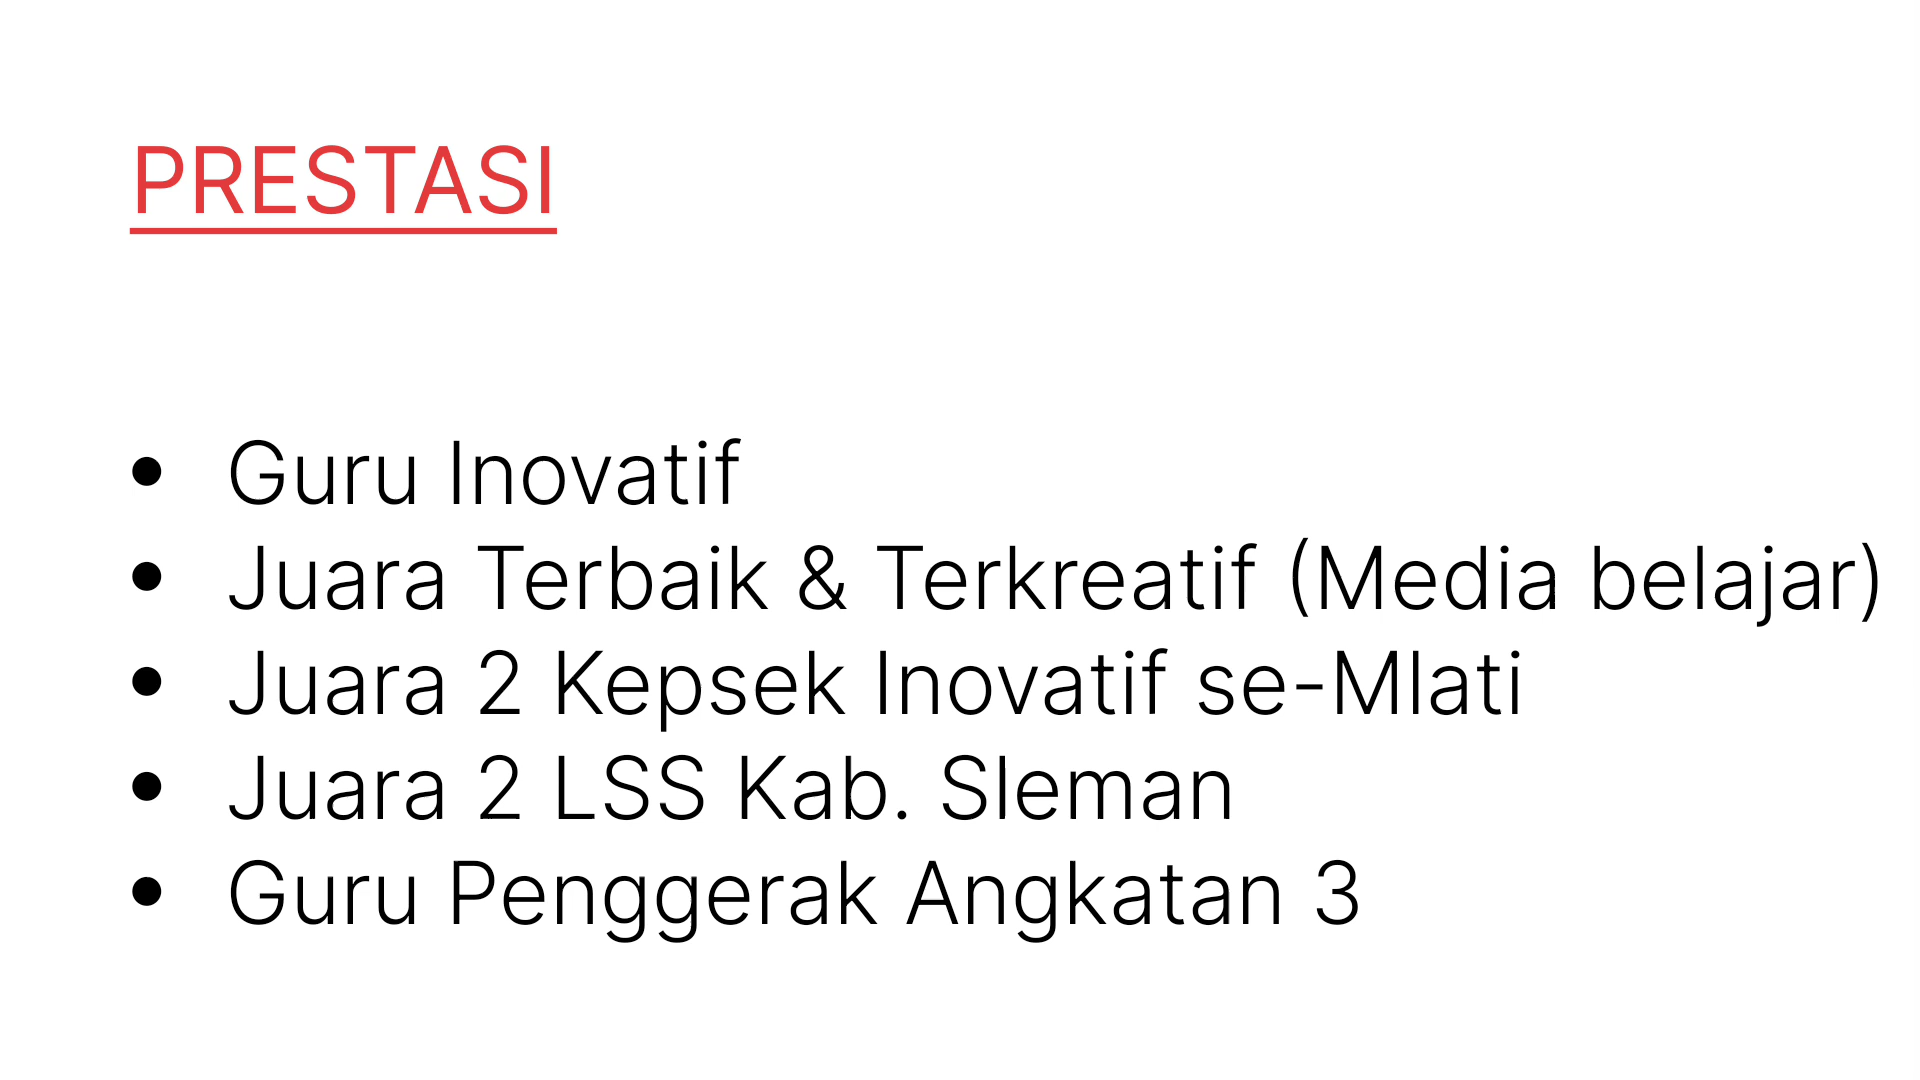 PRESTASI
• Guru Inovatif
• Juara Terbaik & Terkreatif (Media belajar)
• Juara 2 Kepsek Inovatif se-Mlati
• Juara 2 LSS Kab. Sleman
• Guru Penggerak Angkatan 3